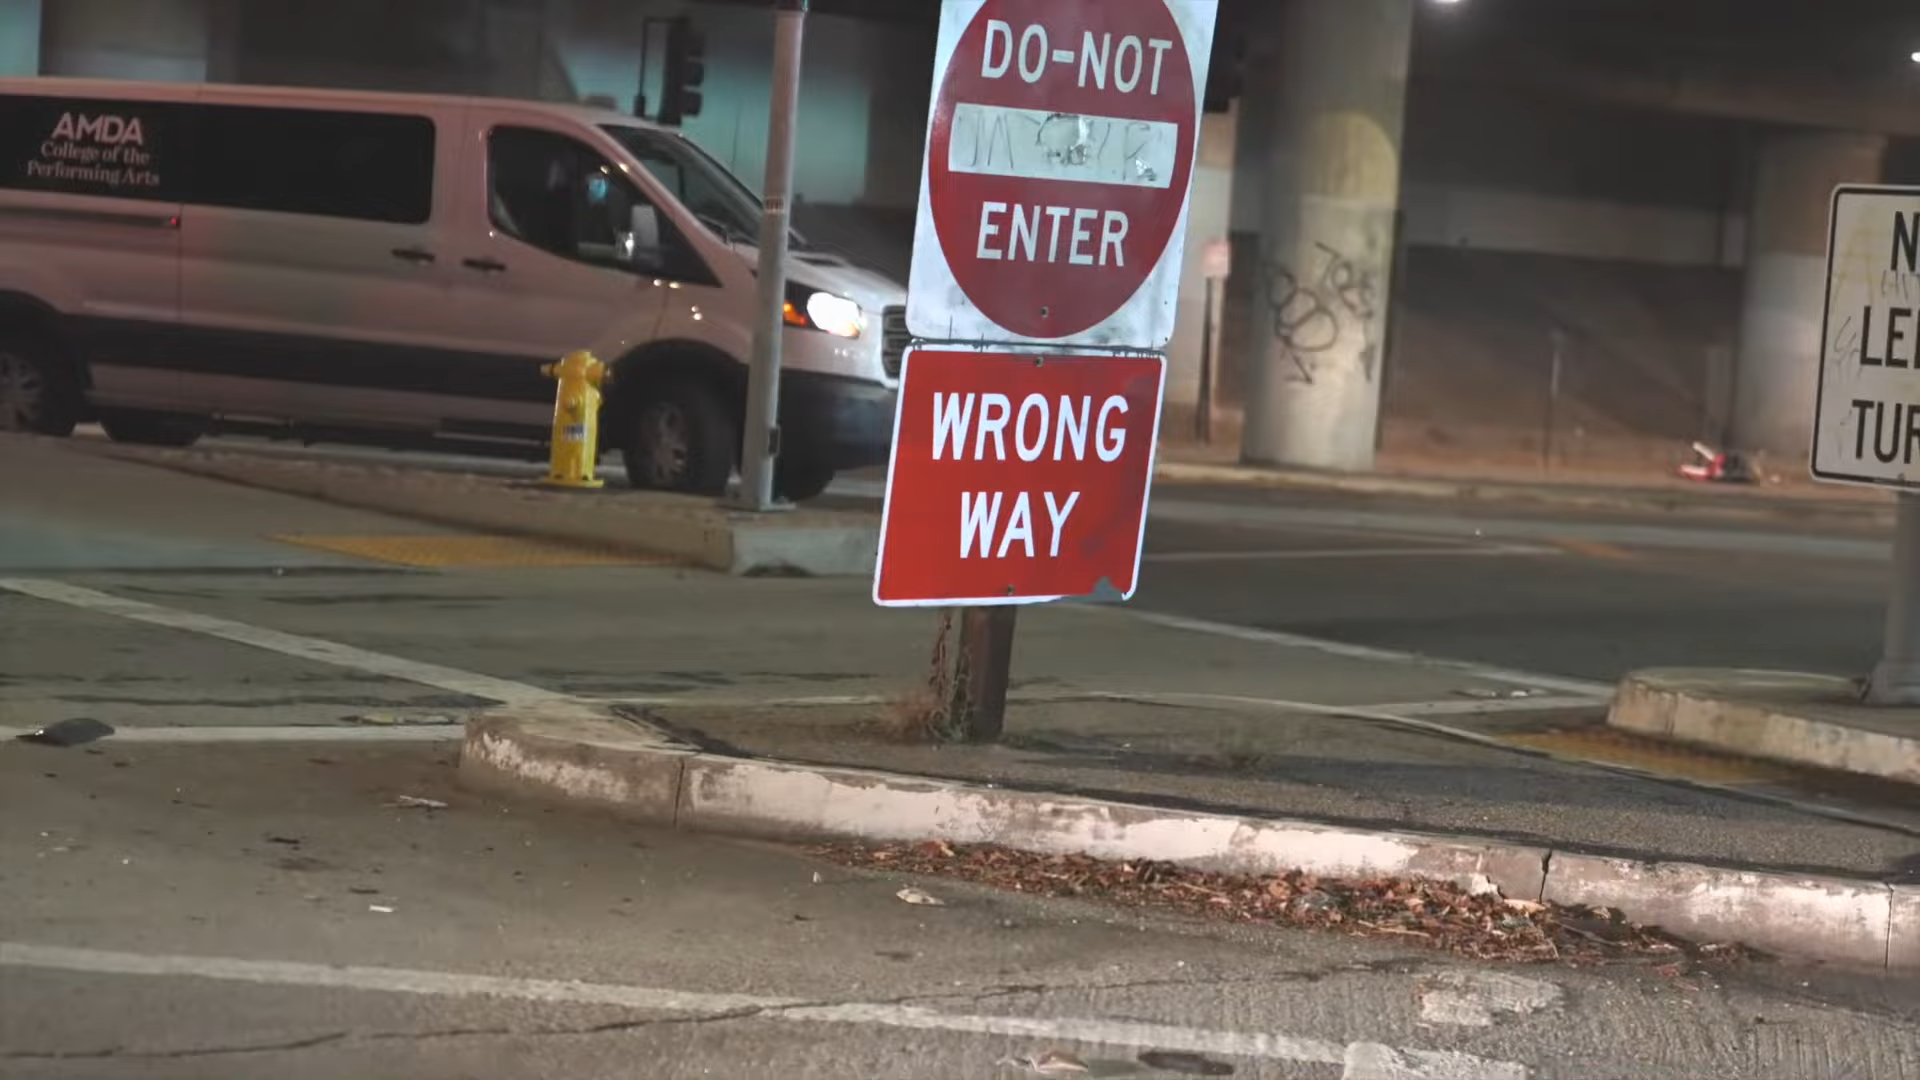 AMDA
College of the
Performing Arts
DO-NOT
ENTER
WRONG
WAY